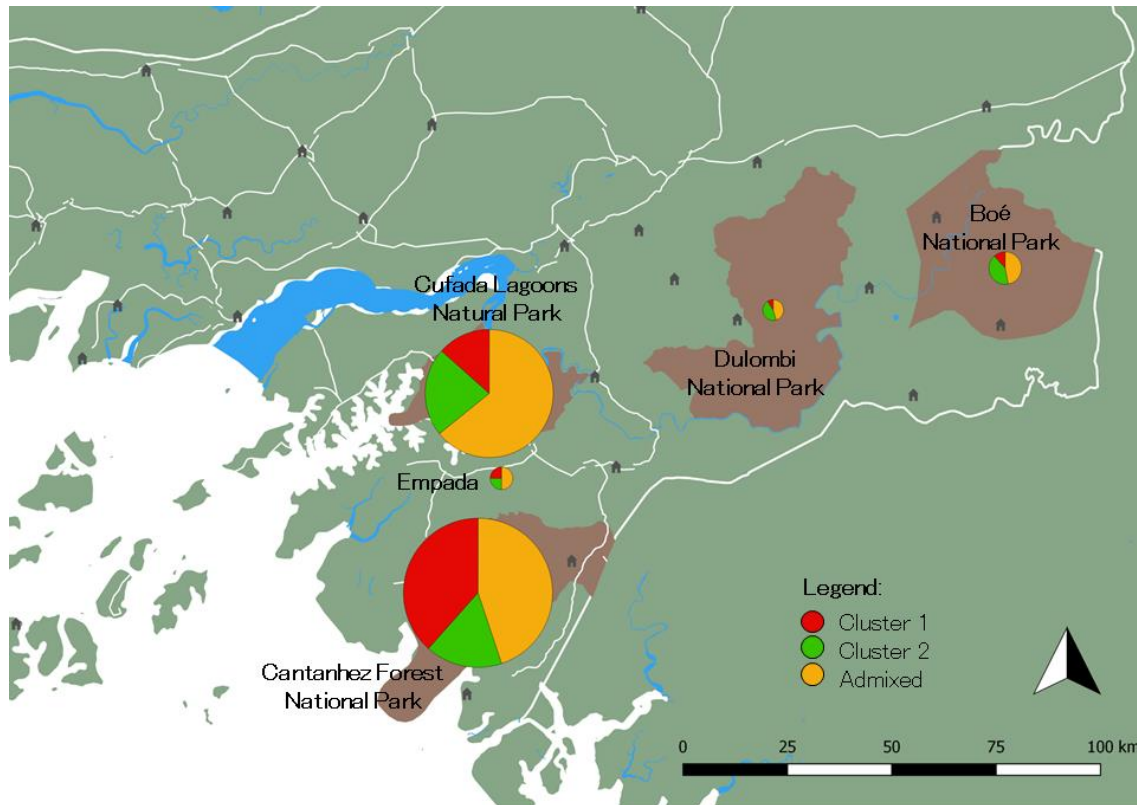 Boé
National Park
Cufada Lagoons
Natural Park
Dulombi
National Park
Empada
Cantanhez Forest
National Park
Legend:
Cluster 1
Cluster 2
Admixed
0 25 50 75 100 km